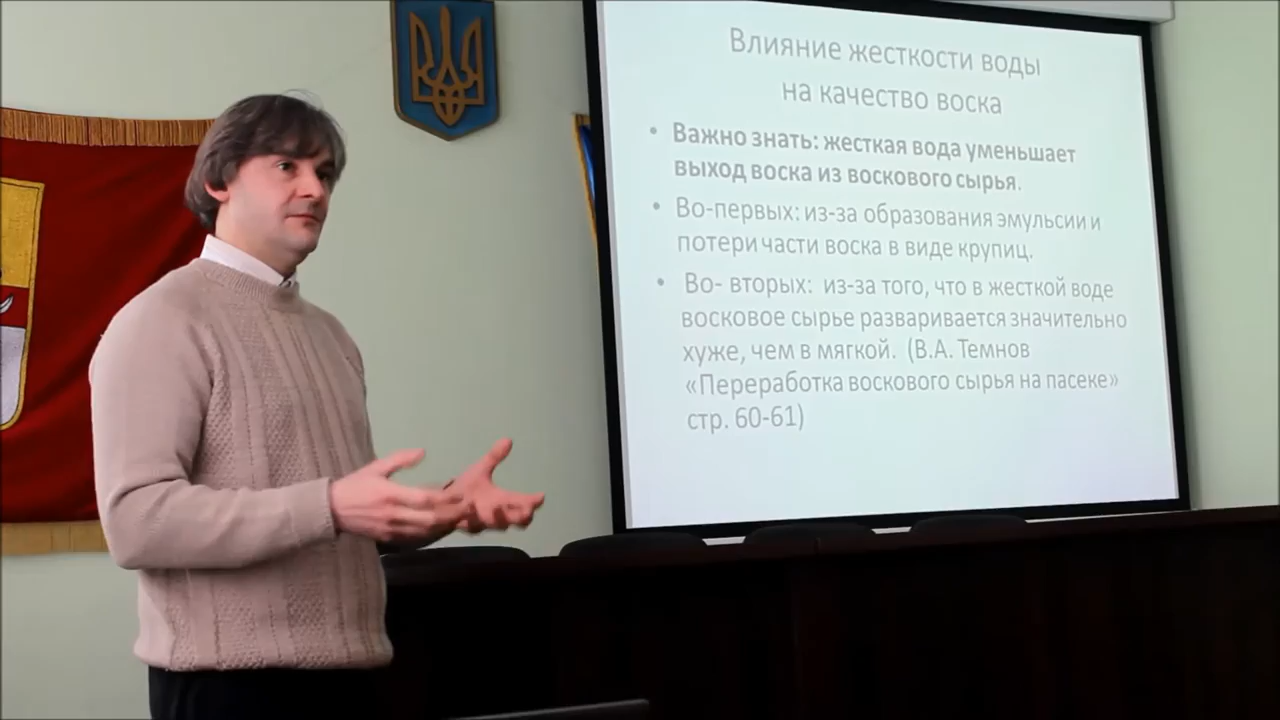 Влияние жесткости воды
на качество воска
• Важно знать: жесткая вода уменьшает
выход воска из воскового сырья.
• Во-первых: из-за образования эмульсии и
потери части воска в виде крупиц.
• Во- вторых: из-за того, что в жесткой воде
восковое сырье разваривается значительно
хуже, чем в мягкой. (В.А. Темнов
«Переработка воскового сырья на пасеке»
стр. 60-61)